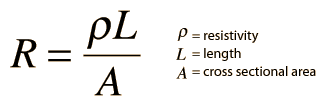 R = ρL / A
ρ = resistivity
L = length
A = cross sectional area